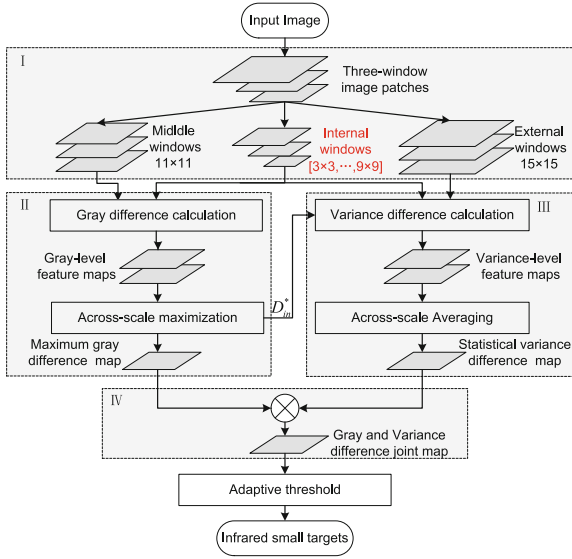 Input Image
I
Three-window
image patches
Middle
windows
11×11
Internal
windows
[3×3,···,9×9]
External
windows
15×15
II
Gray difference calculation
Gray-level
feature maps
Across-scale maximization
Maximum gray
difference map
D*in
III
Variance difference calculation
Variance-level
feature maps
Across-scale Averaging
Statistical variance
difference map
IV
Gray and Variance
difference joint map
Adaptive threshold
Infrared small targets